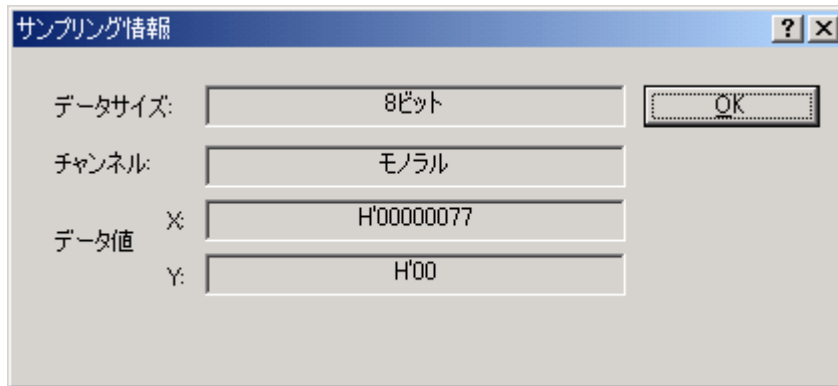 サンプリング情報
データサイズ: 8ビット OK
チャンネル: モノラル
データ値 X: H'00000077
Y: H'00